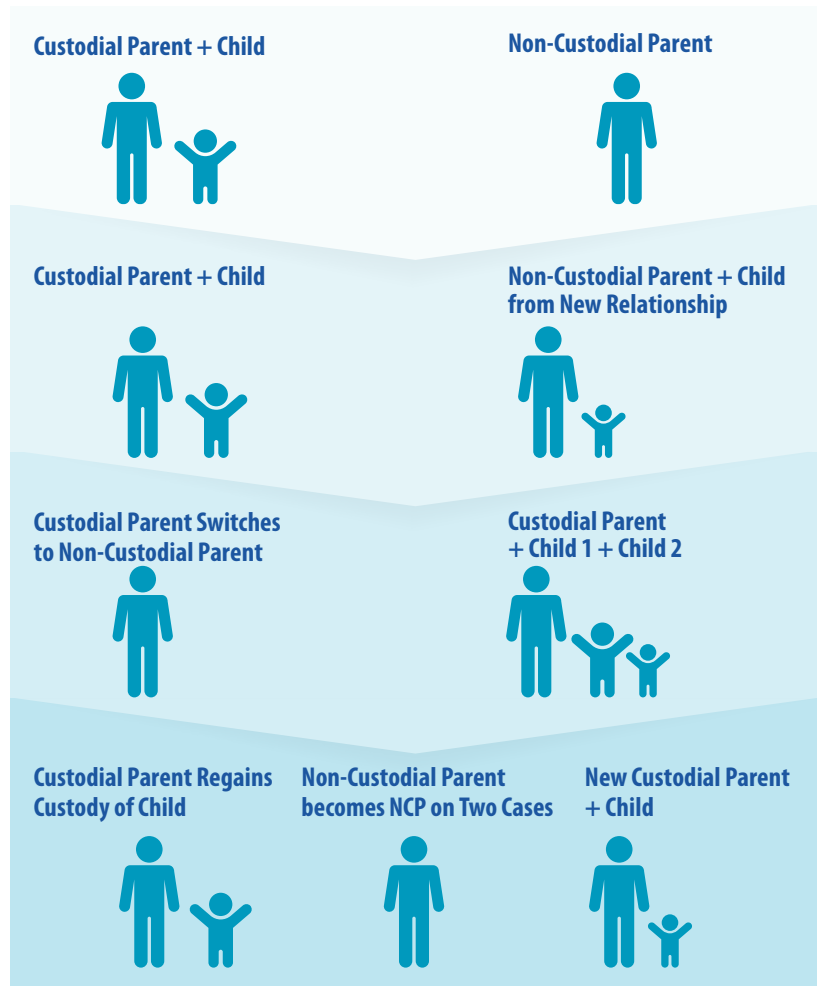 Custodial Parent + Child
Non-Custodial Parent
Custodial Parent + Child
Non-Custodial Parent + Child
from New Relationship
Custodial Parent Switches
to Non-Custodial Parent
Custodial Parent
+ Child 1 + Child 2
Custodial Parent Regains
Custody of Child
Non-Custodial Parent
becomes NCP on Two Cases
New Custodial Parent
+ Child